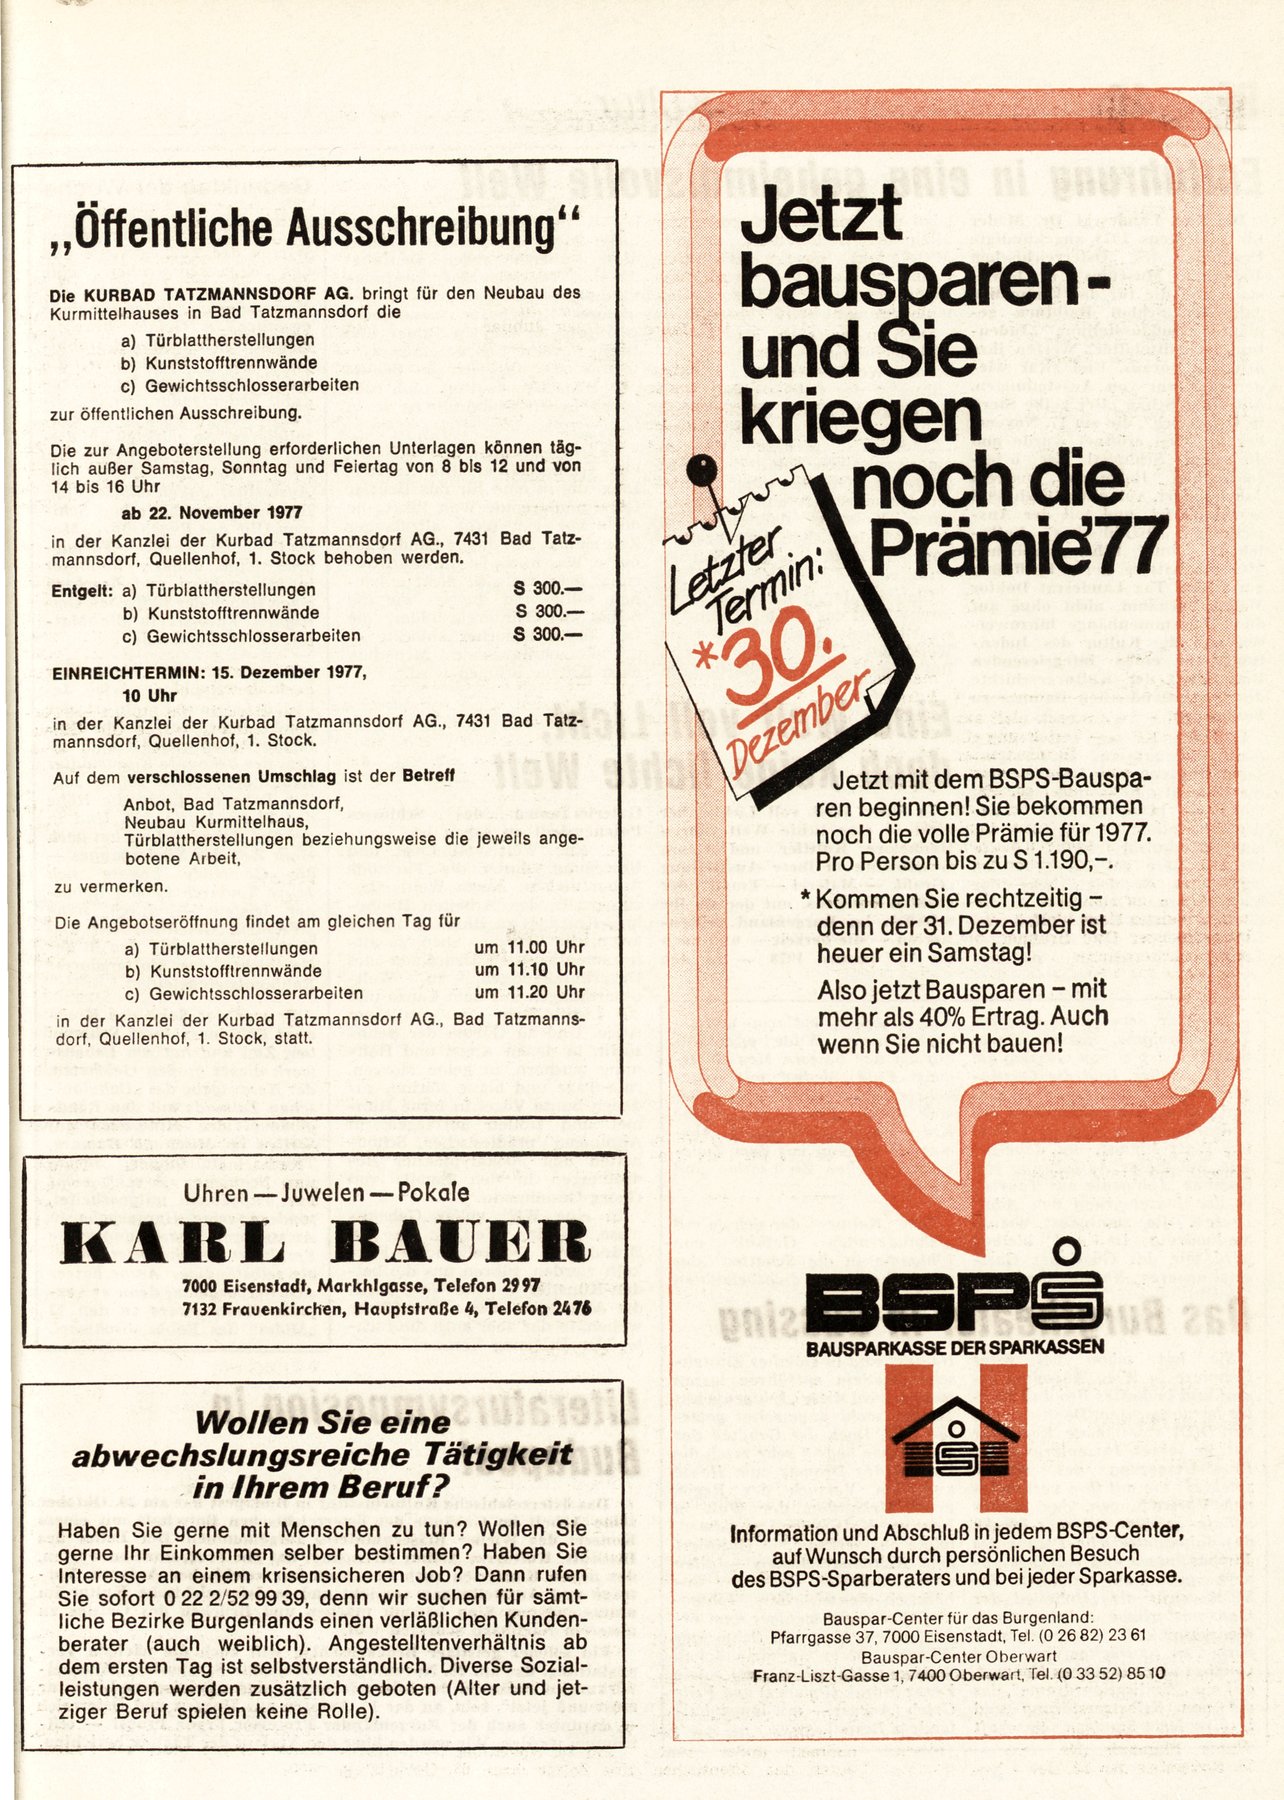 „Öffentliche Ausschreibung“
Die KURBAD TATZMANNSDORF AG. bringt für den Neubau des
Kurmittelhauses in Bad Tatzmannsdorf die
a) Türblattherstellungen
b) Kunststofftrennwände
c) Gewichtsschlosserarbeiten
zur öffentlichen Ausschreibung.
Die zur Angeboterstellung erforderlichen Unterlagen können täg-
lich außer Samstag, Sonntag und Feiertag von 8 bis 12 und von
14 bis 16 Uhr
ab 22. November 1977
in der Kanzlei der Kurbad Tatzmannsdorf AG., 7431 Bad Tatz-
mannsdorf, Quellenhof, 1. Stock behoben werden.
Entgelt: a) Türblattherstellungen S 300.—
b) Kunststofftrennwände S 300.—
c) Gewichtsschlosserarbeiten S 300.—
EINREICHTERMIN: 15. Dezember 1977,
10 Uhr
in der Kanzlei der Kurbad Tatzmannsdorf AG., 7431 Bad Tatz-
mannsdorf, Quellenhof, 1. Stock.
Auf dem verschlossenen Umschlag ist der Betreff
Anbot, Bad Tatzmannsdorf,
Neubau Kurmittelhaus,
Türblattherstellungen beziehungsweise die jeweils ange-
botene Arbeit,
zu vermerken.
Die Angebotseröffnung findet am gleichen Tag für
a) Türblattherstellungen um 11.00 Uhr
b) Kunststofftrennwände um 11.10 Uhr
c) Gewichtsschlosserarbeiten um 11.20 Uhr
in der Kanzlei der Kurbad Tatzmannsdorf AG., Bad Tatzmanns-
dorf, Quellenhof, 1. Stock, statt.
Uhren — Juwelen — Pokale
KARL BAUER
7000 Eisenstadt, Markhlgasse, Telefon 29 97
7132 Frauenkirchen, Hauptstraße 4, Telefon 24 76
Wollen Sie eine
abwechslungsreiche Tätigkeit
in Ihrem Beruf?
Haben Sie gerne mit Menschen zu tun? Wollen Sie
gerne Ihr Einkommen selber bestimmen? Haben Sie
Interesse an einem krisensicheren Job? Dann rufen
Sie sofort 0 22 2/52 99 39, denn wir suchen für sämt-
liche Bezirke Burgenlands einen verläßlichen Kunden-
berater (auch weiblich). Angestelltenverhältnis ab
dem ersten Tag ist selbstverständlich. Diverse Sozial-
leistungen werden zusätzlich geboten (Alter und jet-
ziger Beruf spielen keine Rolle).
Jetzt
bausparen -
und Sie
kriegen
noch die
Prämie '77
Letzter
Termin:
*30.
Dezember
Jetzt mit dem BSPS-Bauspa-
ren beginnen! Sie bekommen
noch die volle Prämie für 1977.
Pro Person bis zu S 1.190,–.
* Kommen Sie rechtzeitig –
denn der 31. Dezember ist
heuer ein Samstag!
Also jetzt Bausparen – mit
mehr als 40% Ertrag. Auch
wenn Sie nicht bauen!
BSPS
BAUSPARKASSE DER SPARKASSEN
Information und Abschluß in jedem BSPS-Center,
auf Wunsch durch persönlichen Besuch
des BSPS-Sparberaters und bei jeder Sparkasse.
Bauspar-Center für das Burgenland:
Pfarrgasse 37, 7000 Eisenstadt, Tel. (0 26 82) 23 61
Bauspar-Center Oberwart
Franz-Liszt-Gasse 1, 7400 Oberwart, Tel. (0 33 52) 85 10